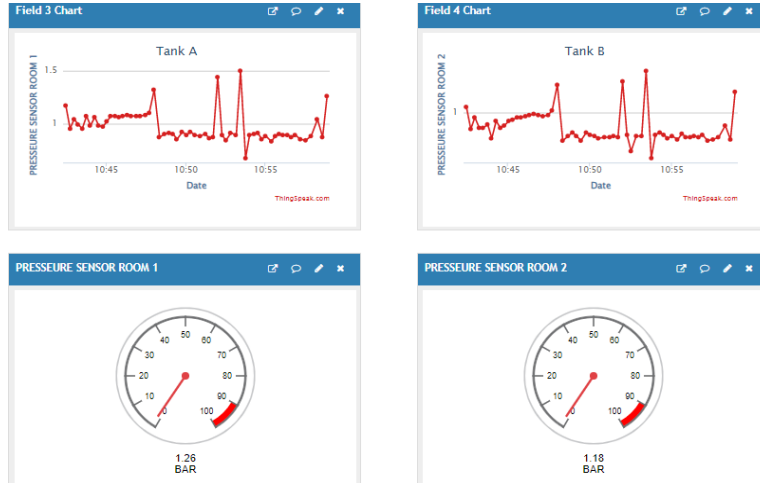 Field 3 Chart
Tank A
PRESSEURE SENSOR ROOM 1
1.5
1
10:45 10:50 10:55
Date
ThingSpeak.com
Field 4 Chart
Tank B
PRESSEURE SENSOR ROOM 2
1
10:45 10:50 10:55
Date
ThingSpeak.com
PRESSEURE SENSOR ROOM 1
0 10 20 30 40 50 60 70 80 90 100
1.26
BAR
PRESSEURE SENSOR ROOM 2
0 10 20 30 40 50 60 70 80 90 100
1.18
BAR